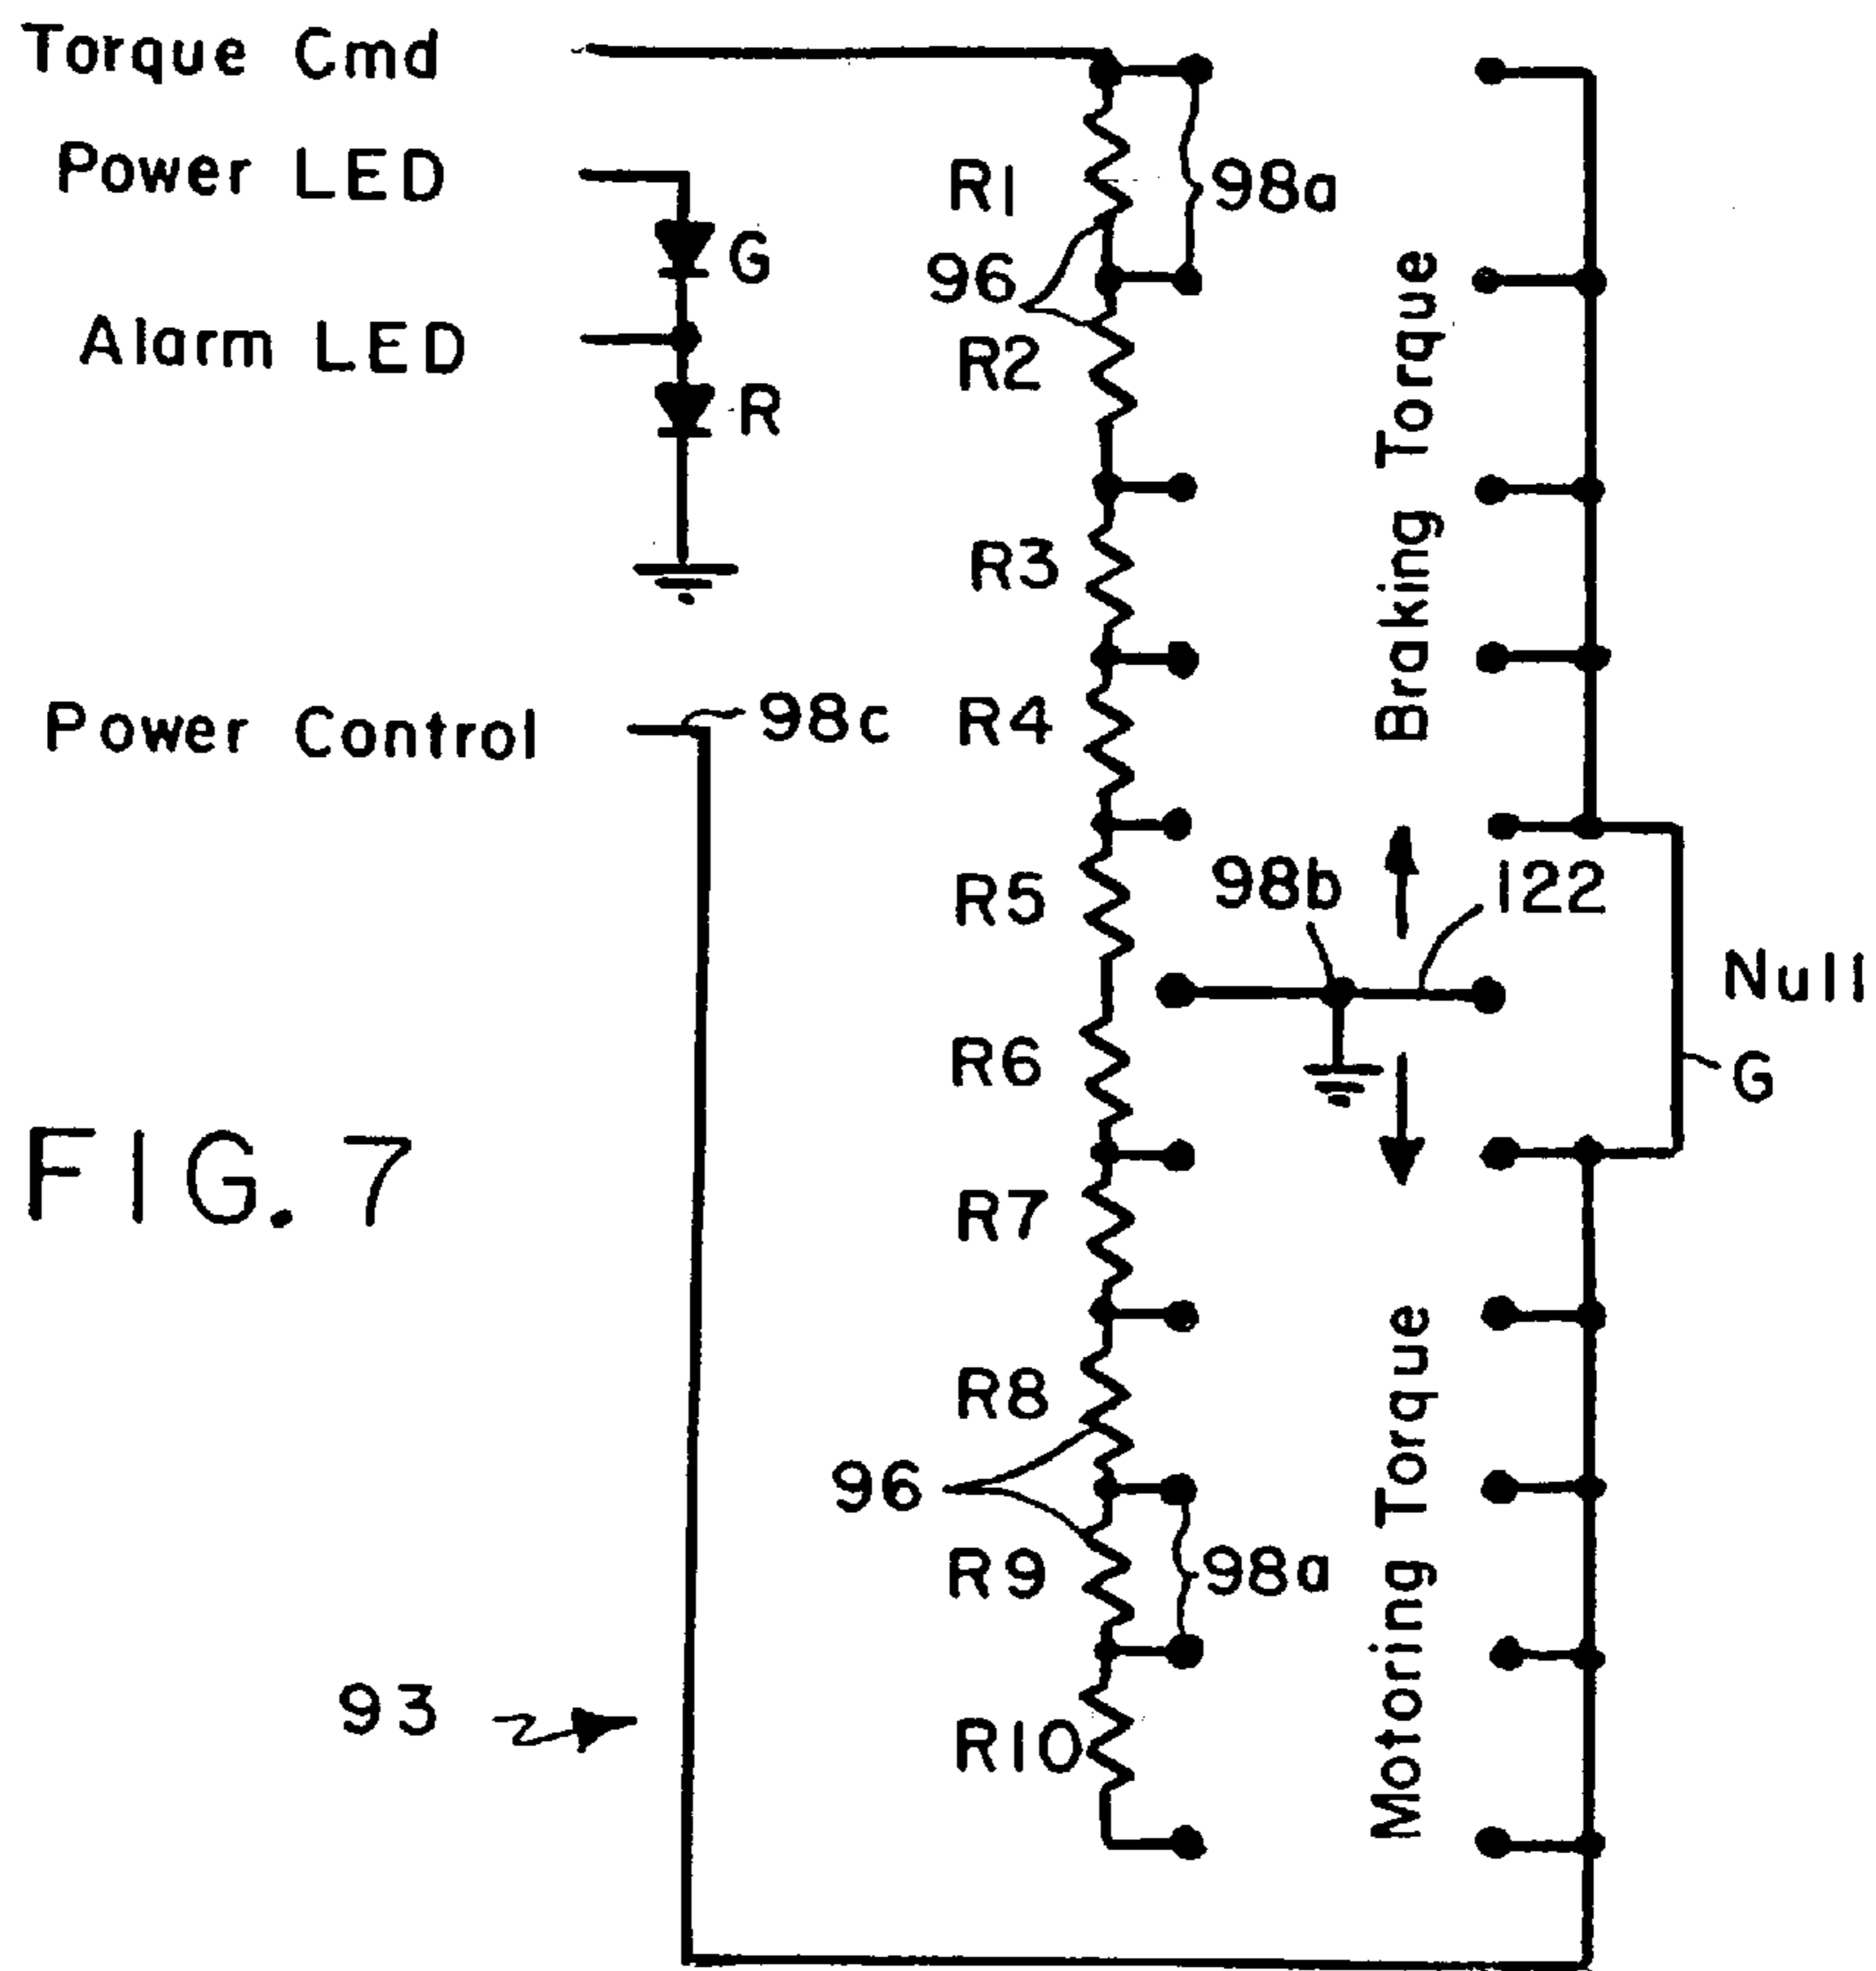 Torque Cmd
Power LED
G
Alarm LED
R
Power Control
98c
R1
98a
96
R2
R3
R4
R5
R6
R7
R8
96
R9
98a
R10
Braking Torque
98b
122
Null
G
Motoring Torque
FIG. 7
93